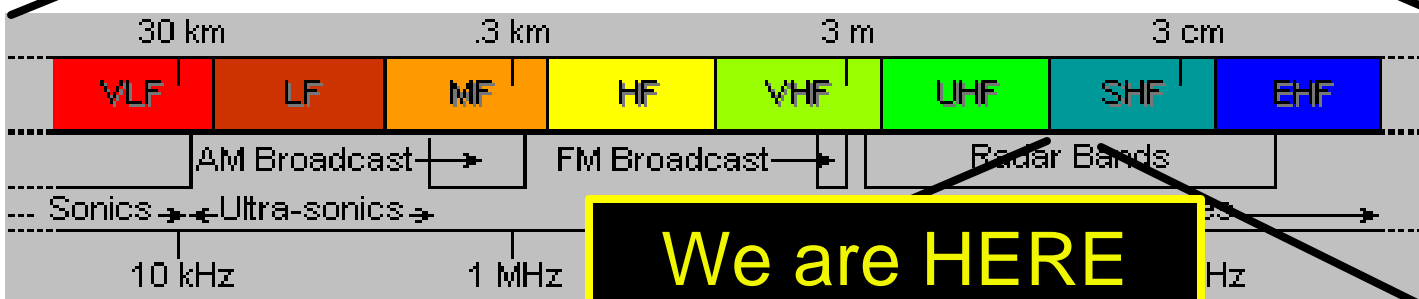 30 km .3 km 3 m 3 cm
VLF LF MF HF VHF UHF SHF EHF
AM Broadcast FM Broadcast Radar Bands
Sonics Ultra-sonics
We are HERE
10 kHz 1 MHz Hz